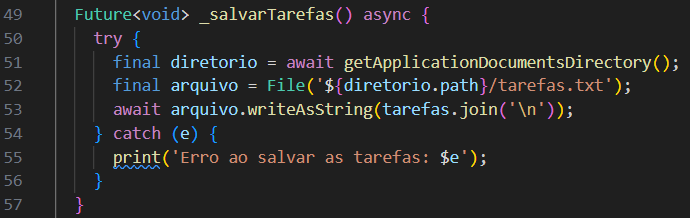 49 Future<void> _salvarTarefas() async {
50 try {
51 final diretorio = await getApplicationDocumentsDirectory();
52 final arquivo = File('${diretorio.path}/tarefas.txt');
53 await arquivo.writeAsString(tarefas.join('\n'));
54 } catch (e) {
55 print('Erro ao salvar as tarefas: $e');
56 }
57 }